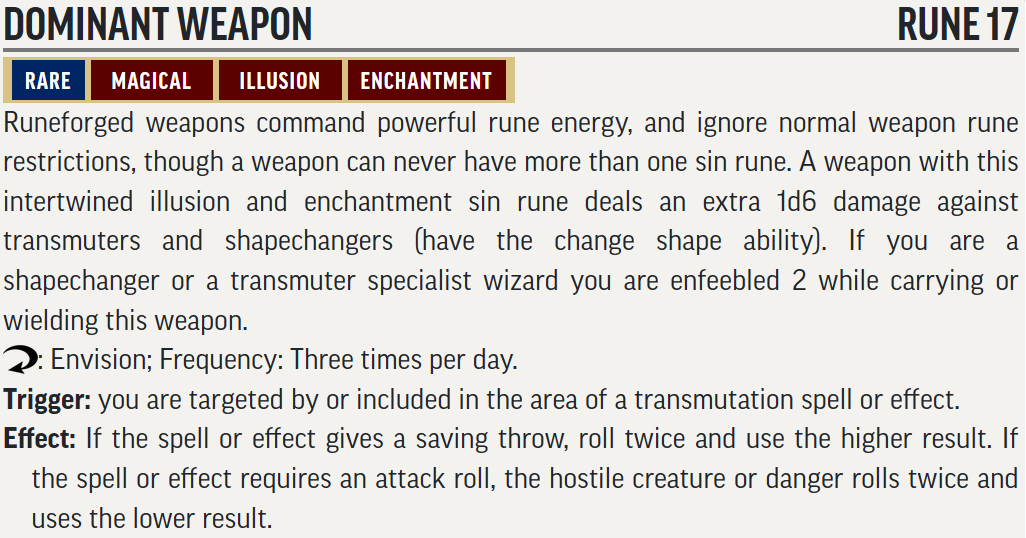 DOMINANT WEAPON RUNE 17
RARE MAGICAL ILLUSION ENCHANTMENT
Runeforged weapons command powerful rune energy, and ignore normal weapon rune
restrictions, though a weapon can never have more than one sin rune. A weapon with this
intertwined illusion and enchantment sin rune deals an extra 1d6 damage against
transmuters and shapechangers (have the change shape ability). If you are a
shapechanger or a transmuter specialist wizard you are enfeebled 2 while carrying or
wielding this weapon.
: Envision; Frequency: Three times per day.
Trigger: you are targeted by or included in the area of a transmutation spell or effect.
Effect: If the spell or effect gives a saving throw, roll twice and use the higher result. If
the spell or effect requires an attack roll, the hostile creature or danger rolls twice and
uses the lower result.